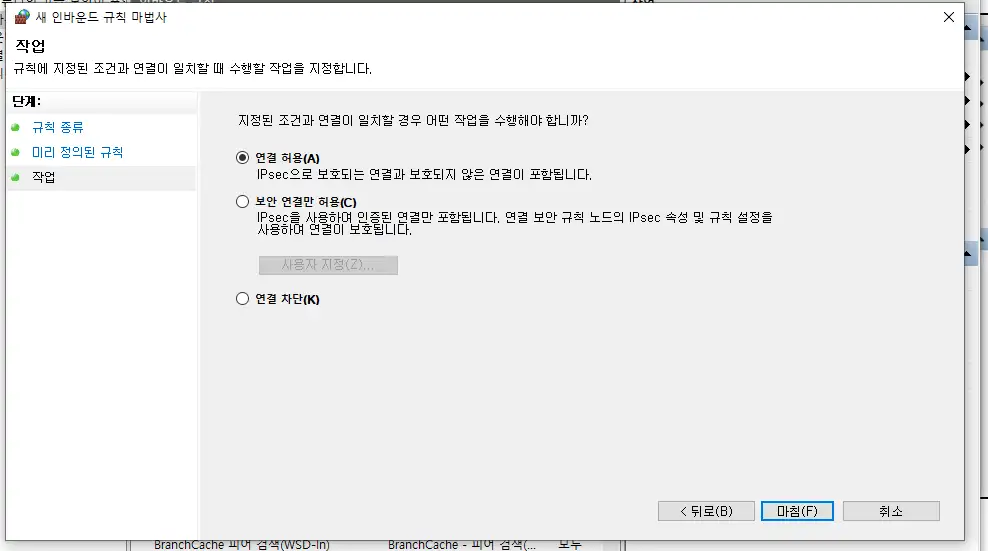 새 인바운드 규칙 마법사
작업
규칙에 지정된 조건과 연결이 일치할 때 수행할 작업을 지정합니다.
단계:
규칙 종류
미리 정의된 규칙
작업
지정된 조건과 연결이 일치할 경우 어떤 작업을 수행해야 합니까?
연결 허용(A)
IPsec으로 보호되는 연결과 보호되지 않은 연결이 포함됩니다.
보안 연결만 허용(C)
IPsec을 사용하여 인증된 연결만 포함됩니다. 연결 보안 규칙 노드의 IPsec 속성 및 규칙 설정을
사용하여 연결이 보호됩니다.
사용자 지정(Z)...
연결 차단(K)
< 뒤로(B) 마침(F) 취소
BranchCache 피어 검색(WSD-In) BranchCache - 피어 검색(... 모두